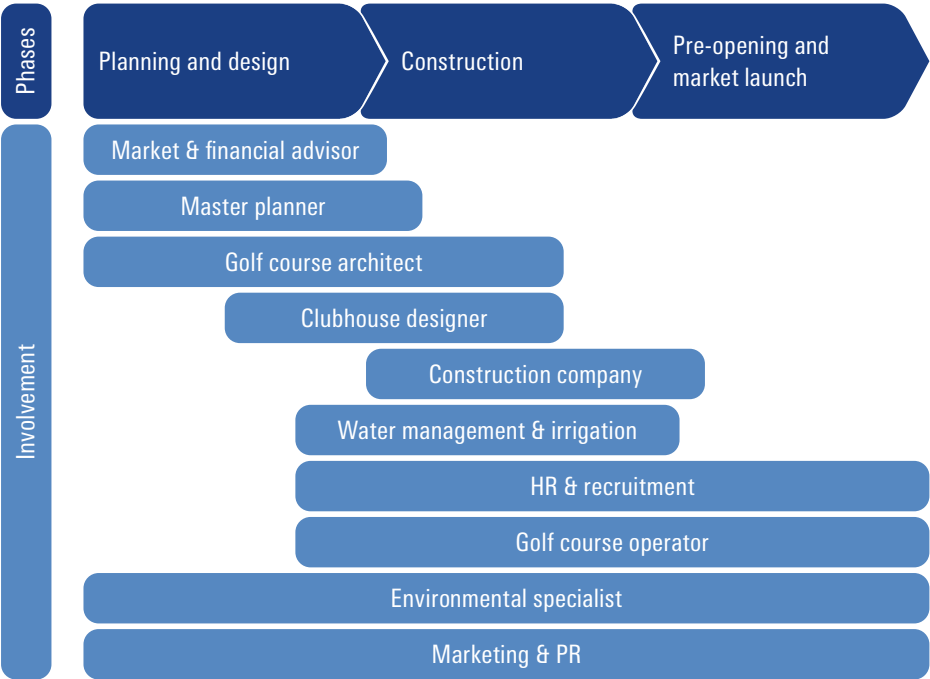 Phases
Planning and design
Construction
Pre-opening and
market launch
Involvement
Market & financial advisor
Master planner
Golf course architect
Clubhouse designer
Construction company
Water management & irrigation
HR & recruitment
Golf course operator
Environmental specialist
Marketing & PR